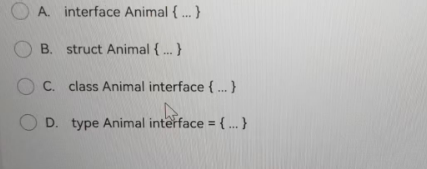 A. interface Animal { ... }
B. struct Animal { ... }
C. class Animal interface { ... }
D. type Animal interface = { ... }